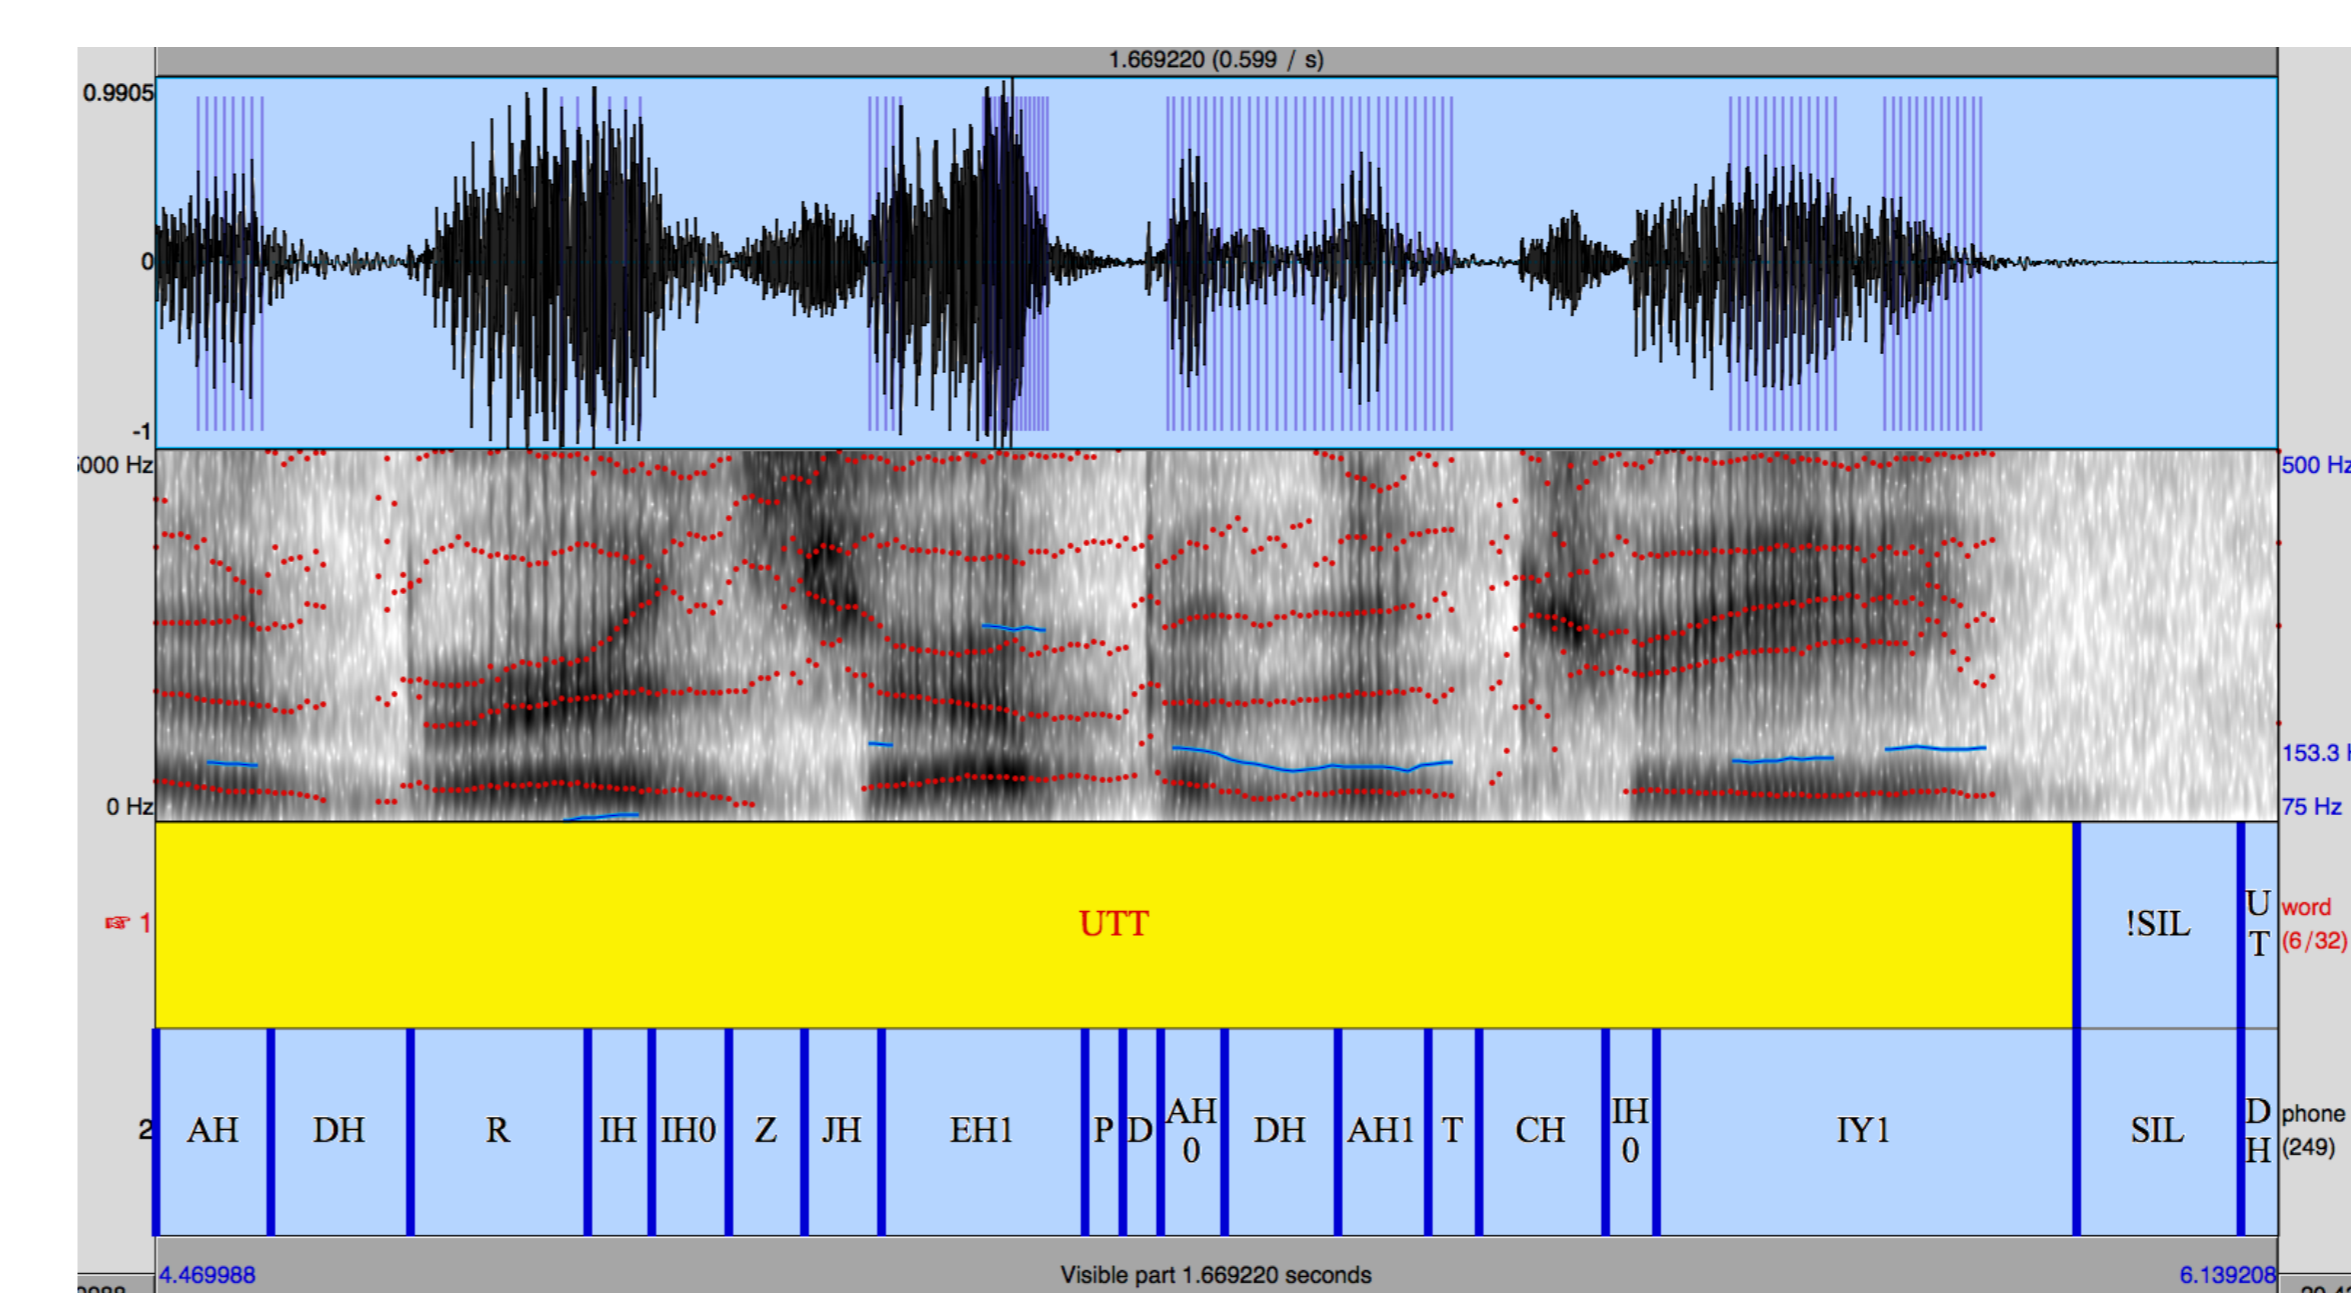 1.669220 (0.599 / s)
0.9905
0
-1
5000 Hz
500 Hz
153.3 H
0 Hz
75 Hz
☞ 1
UTT
!SIL
U
T
word
(6/32)
2
AH
DH
R
IH
IH0
Z
JH
EH1
P
D
AH
0
DH
AH1
T
CH
IH
0
IY1
SIL
D
H
phone
(249)
4.469988
Visible part 1.669220 seconds
6.139208